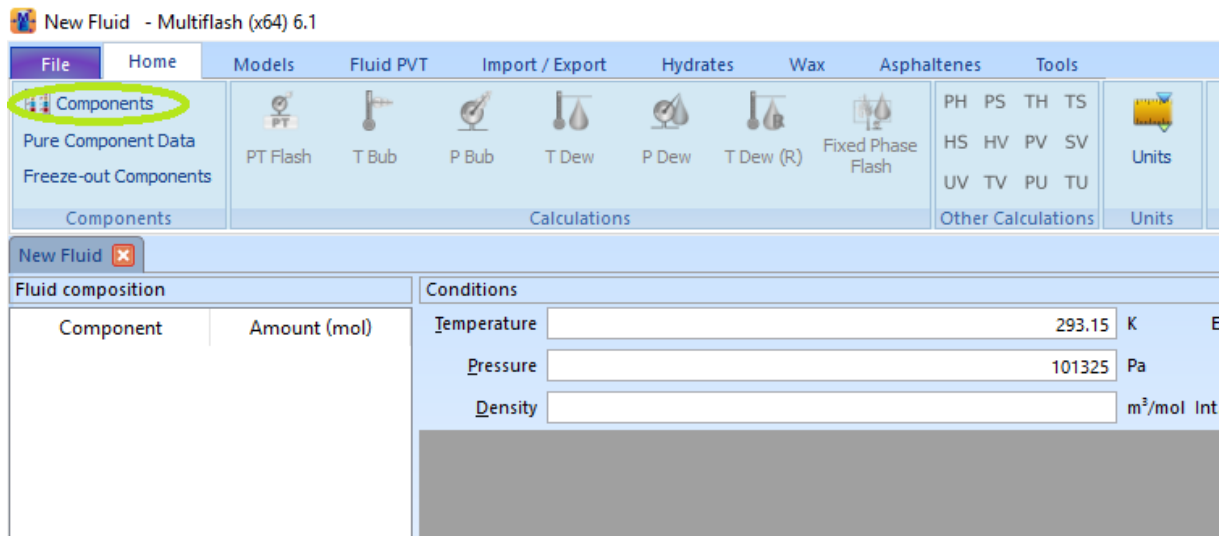 New Fluid - Multiflash (x64) 6.1
File Home Models Fluid PVT Import / Export Hydrates Wax Asphaltenes Tools
Components
Pure Component Data
Freeze-out Components
Components
PT
PT Flash
T Bub
P Bub
T Dew
P Dew
R
T Dew (R)
Fixed Phase
Flash
Calculations
PH PS TH TS
HS HV PV SV
UV TV PU TU
Other Calculations
Units
Units
New Fluid
Fluid composition
Component Amount (mol)
Conditions
Temperature 293.15 K E
Pressure 101325 Pa
Density m³/mol Int